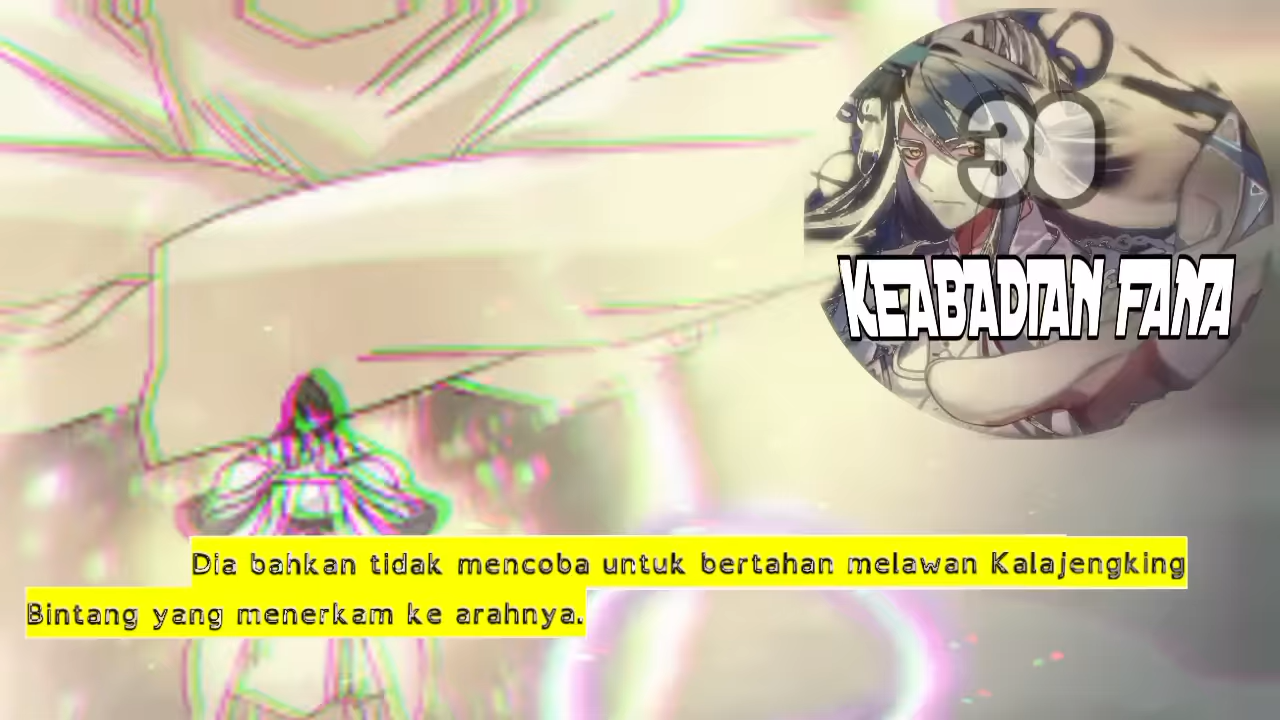 30
KEABADIAN FANA
Dia bahkan tidak mencoba untuk bertahan melawan Kalajengking
Bintang yang menerkam ke arahnya.